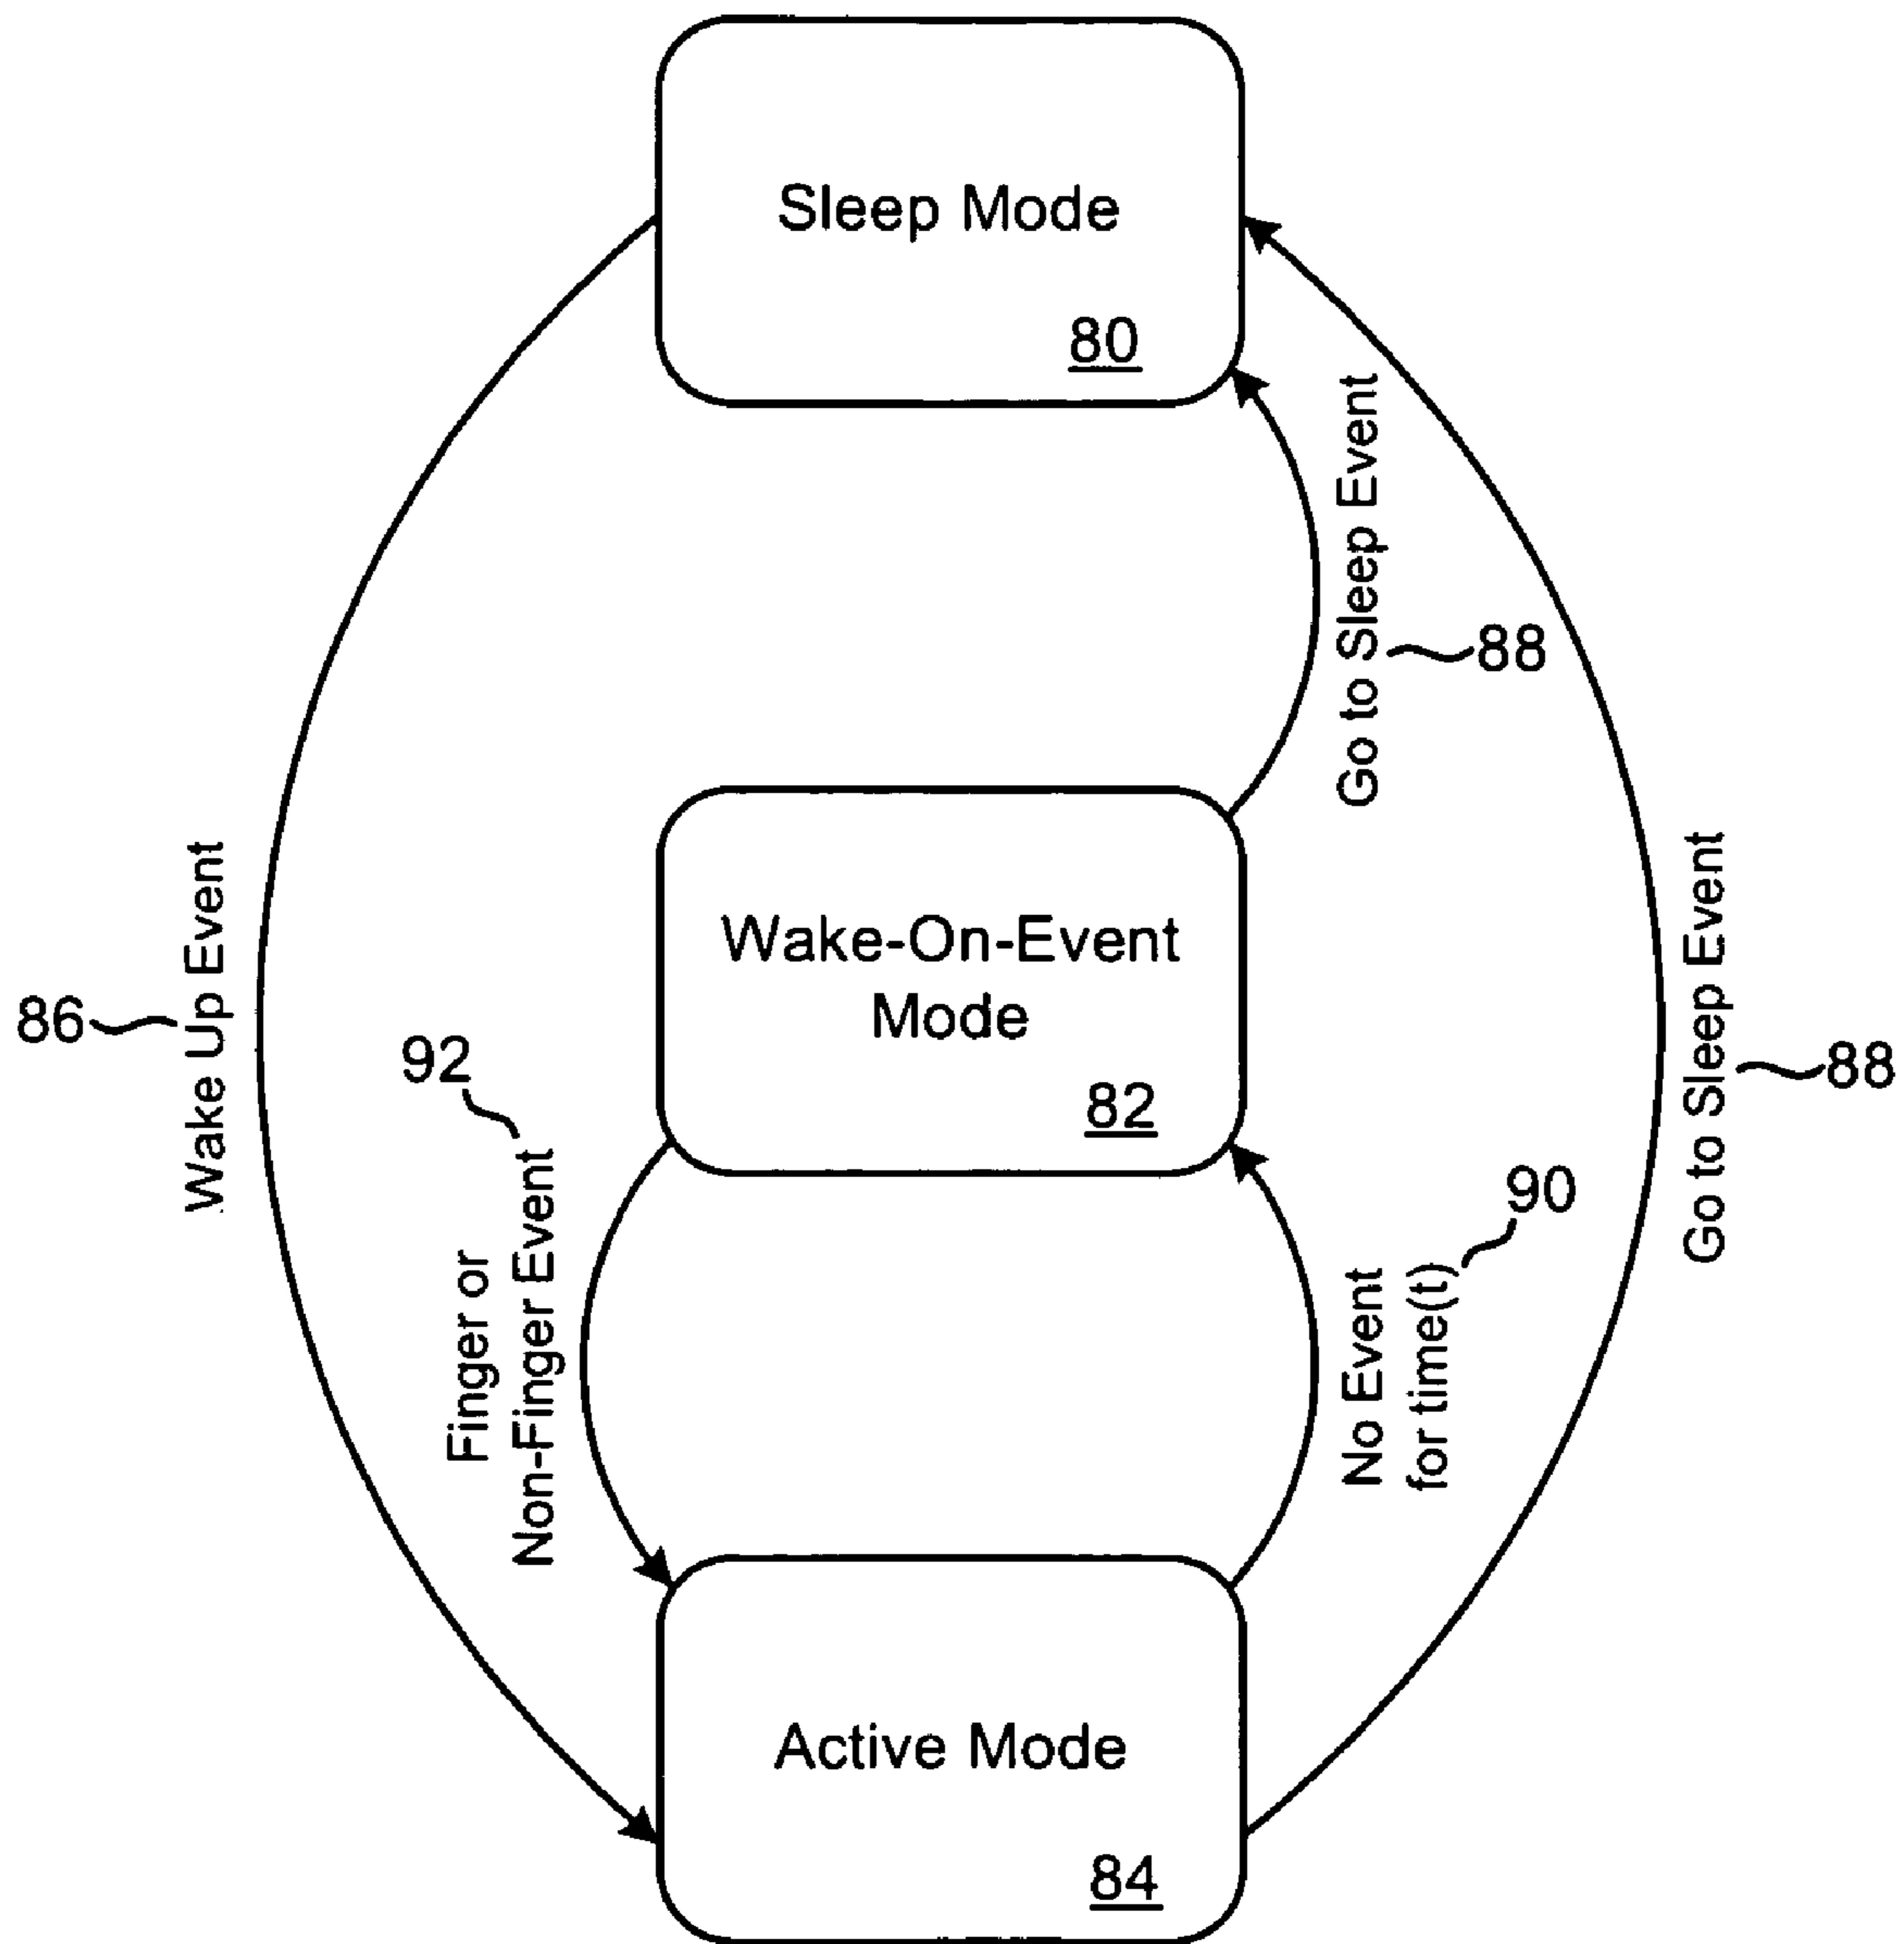 Sleep Mode
80
Go to Sleep Event
88
Wake Up Event
86
Wake-On-Event
Mode
82
92
Finger or
Non-Finger Event
No Event
for time(t)
90
Go to Sleep Event
88
Active Mode
84